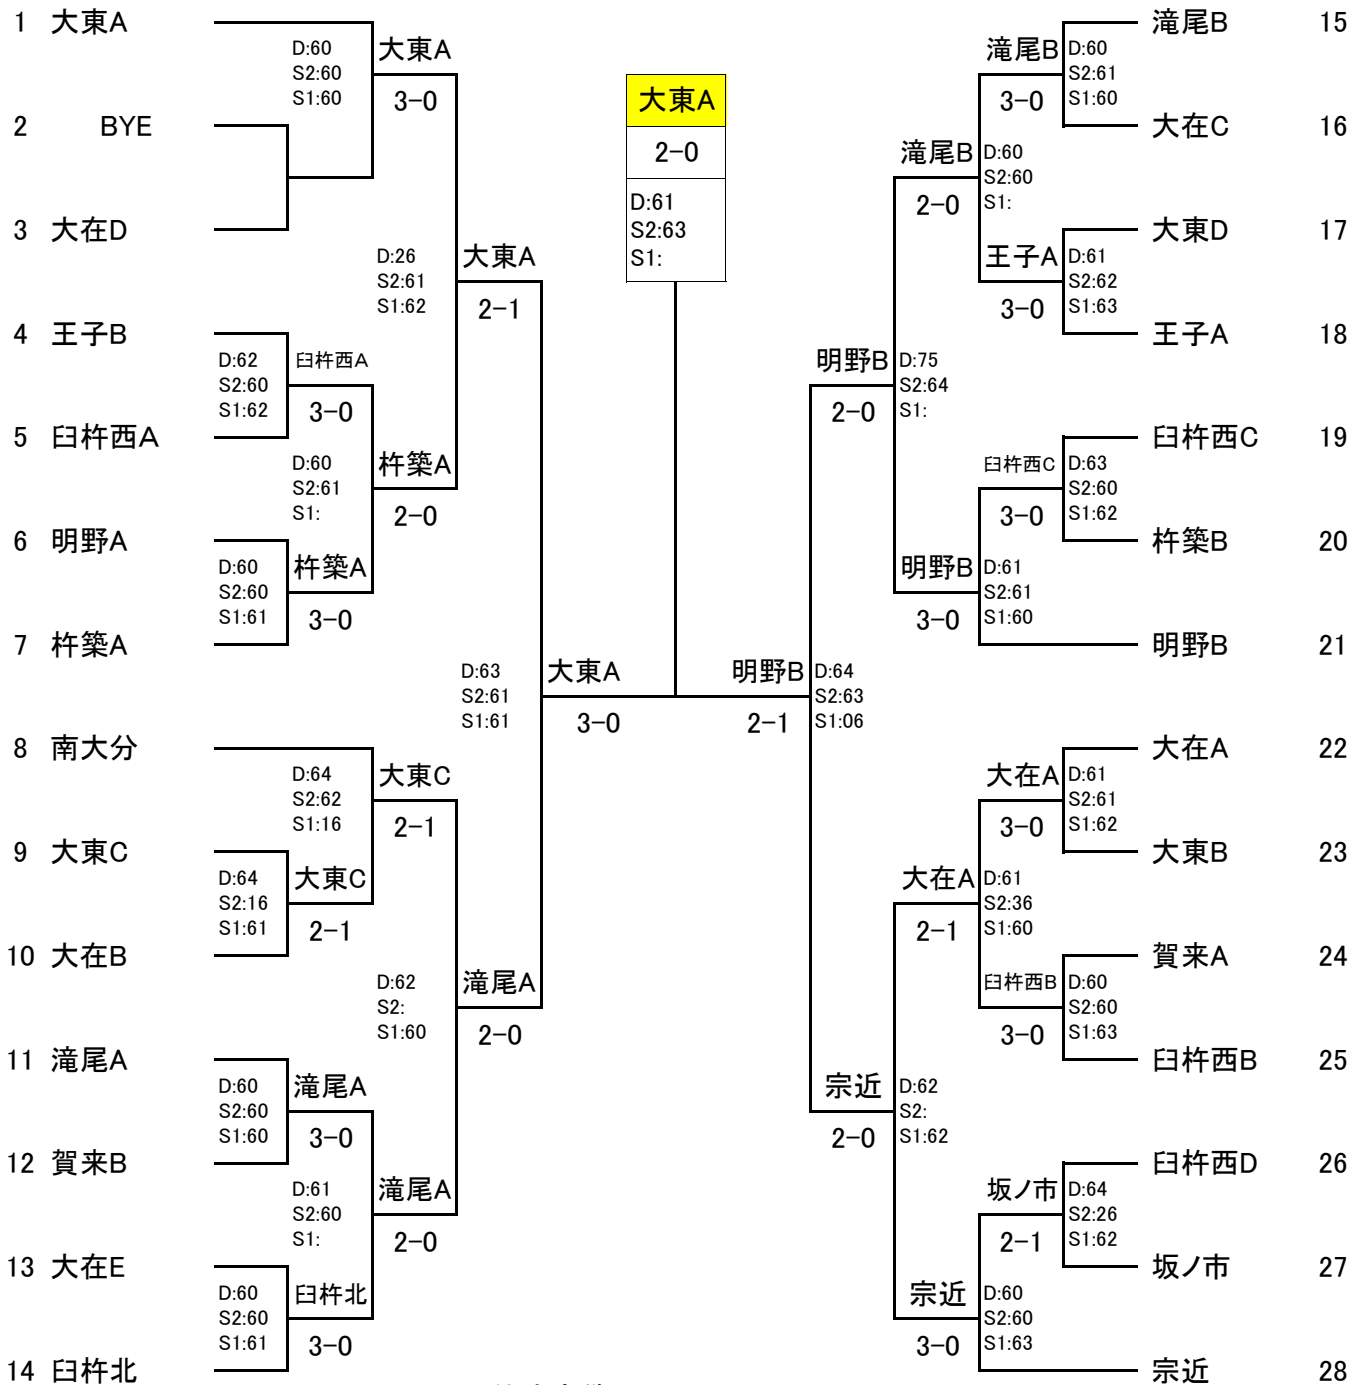 1 大東A
D:60
S2:60
S1:60
大東A
3-0
2 BYE
3 大在D
D:26
S2:61
S1:62
大東A
2-1
4 王子B
D:62
S2:60
S1:62
臼杵西A
3-0
5 臼杵西A
D:60
S2:61
S1:
杵築A
2-0
6 明野A
D:60
S2:60
S1:61
杵築A
3-0
7 杵築A
D:63
S2:61
S1:61
大東A
3-0
8 南大分
D:64
S2:62
S1:16
大東C
2-1
9 大東C
D:64
S2:16
S1:61
大東C
2-1
10 大在B
D:62
S2:
S1:60
滝尾A
2-0
11 滝尾A
D:60
S2:60
S1:60
滝尾A
3-0
12 賀来B
D:61
S2:60
S1:
滝尾A
2-0
13 大在E
D:60
S2:60
S1:61
臼杵北
3-0
14 臼杵北
大東A
2-0
D:61
S2:63
S1:
滝尾B 15
滝尾B
3-0
D:60
S2:61
S1:60
大在C 16
滝尾B
2-0
D:60
S2:60
S1:
大東D 17
王子A
3-0
D:61
S2:62
S1:63
王子A 18
明野B
2-0
D:75
S2:64
S1:
臼杵西C 19
臼杵西C
3-0
D:63
S2:60
S1:62
杵築B 20
明野B
3-0
D:61
S2:61
S1:60
明野B 21
明野B
2-1
D:64
S2:63
S1:06
大在A 22
大在A
3-0
D:61
S2:61
S1:62
大東B 23
大在A
2-1
D:61
S2:36
S1:60
賀来A 24
臼杵西B
3-0
D:60
S2:60
S1:63
臼杵西B 25
宗近
2-0
D:62
S2:
S1:62
臼杵西D 26
坂ノ市
2-1
D:64
S2:26
S1:62
坂ノ市 27
宗近
3-0
D:60
S2:60
S1:63
宗近 28